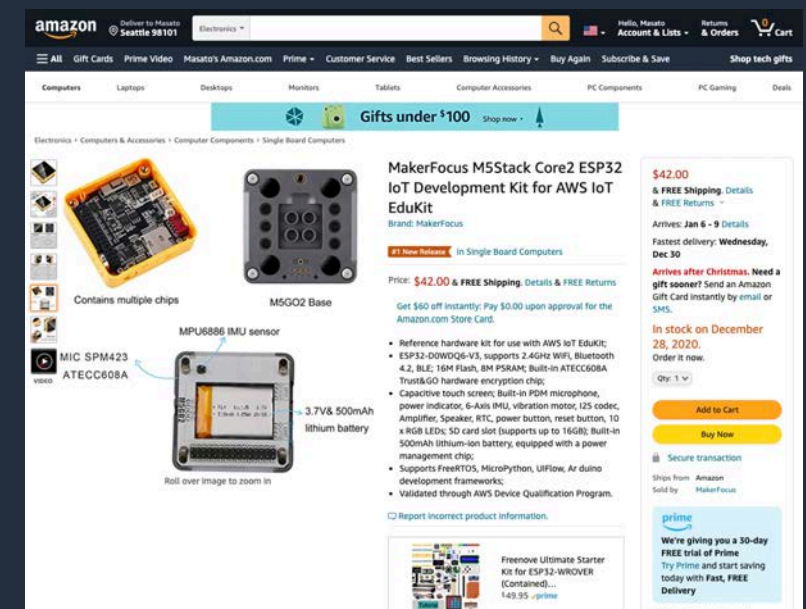 amazon
Deliver to Masato
Seattle 98101
Electronics
Hello, Masato
Account & Lists
Returns
& Orders
0
Cart
All Gift Cards Prime Video Masato's Amazon.com Prime Customer Service Best Sellers Browsing History Buy Again Subscribe & Save Shop tech gifts
Computers Laptops Desktops Monitors Tablets Computer Accessories PC Components PC Gaming Deals
Gifts under $100 Shop now ›
Electronics › Computers & Accessories › Computer Components › Single Board Computers
VIDEO
Contains multiple chips
M5GO2 Base
MPU6886 IMU sensor
MIC SPM423
ATECC608A
3.7V& 500mAh
lithium battery
Roll over image to zoom in
MakerFocus M5Stack Core2 ESP32
IoT Development Kit for AWS IoT
EduKit
Brand: MakerFocus
#1 New Release in Single Board Computers
Price: $42.00 & FREE Shipping. Details & FREE Returns
Get $60 off instantly: Pay $0.00 upon approval for the
Amazon.com Store Card.
• Reference hardware kit for use with AWS IoT EduKit;
• ESP32-D0WDQ6-V3, supports 2.4GHz WiFi, Bluetooth
4.2, BLE; 16M Flash, 8M PSRAM; Built-in ATECC608A
Trust&GO hardware encryption chip;
• Capacitive touch screen; Built-in PDM microphone,
power indicator, 6-Axis IMU, vibration motor, I2S codec,
Amplifier, Speaker, RTC, power button, reset button, 10
x RGB LEDs; SD card slot (supports up to 16GB); Built-in
500mAh lithium-ion battery, equipped with a power
management chip;
• Supports FreeRTOS, MicroPython, UIFlow, Ar duino
development frameworks;
• Validated through AWS Device Qualification Program.
Report incorrect product information.
Freenove Ultimate Starter
Kit for ESP32-WROVER
(Contained)...
$49.95 prime
Tutorial
$42.00
& FREE Shipping. Details
& FREE Returns
Arrives: Jan 6 - 9 Details
Fastest delivery: Wednesday,
Dec 30
Arrives after Christmas. Need a
gift sooner? Send an Amazon
Gift Card instantly by email or
SMS.
In stock on December
28, 2020.
Order it now.
Qty: 1
Add to Cart
Buy Now
Secure transaction
Ships from Amazon
Sold by MakerFocus
prime
We're giving you a 30-day
FREE trial of Prime
Try Prime and start saving
today with Fast, FREE
Delivery